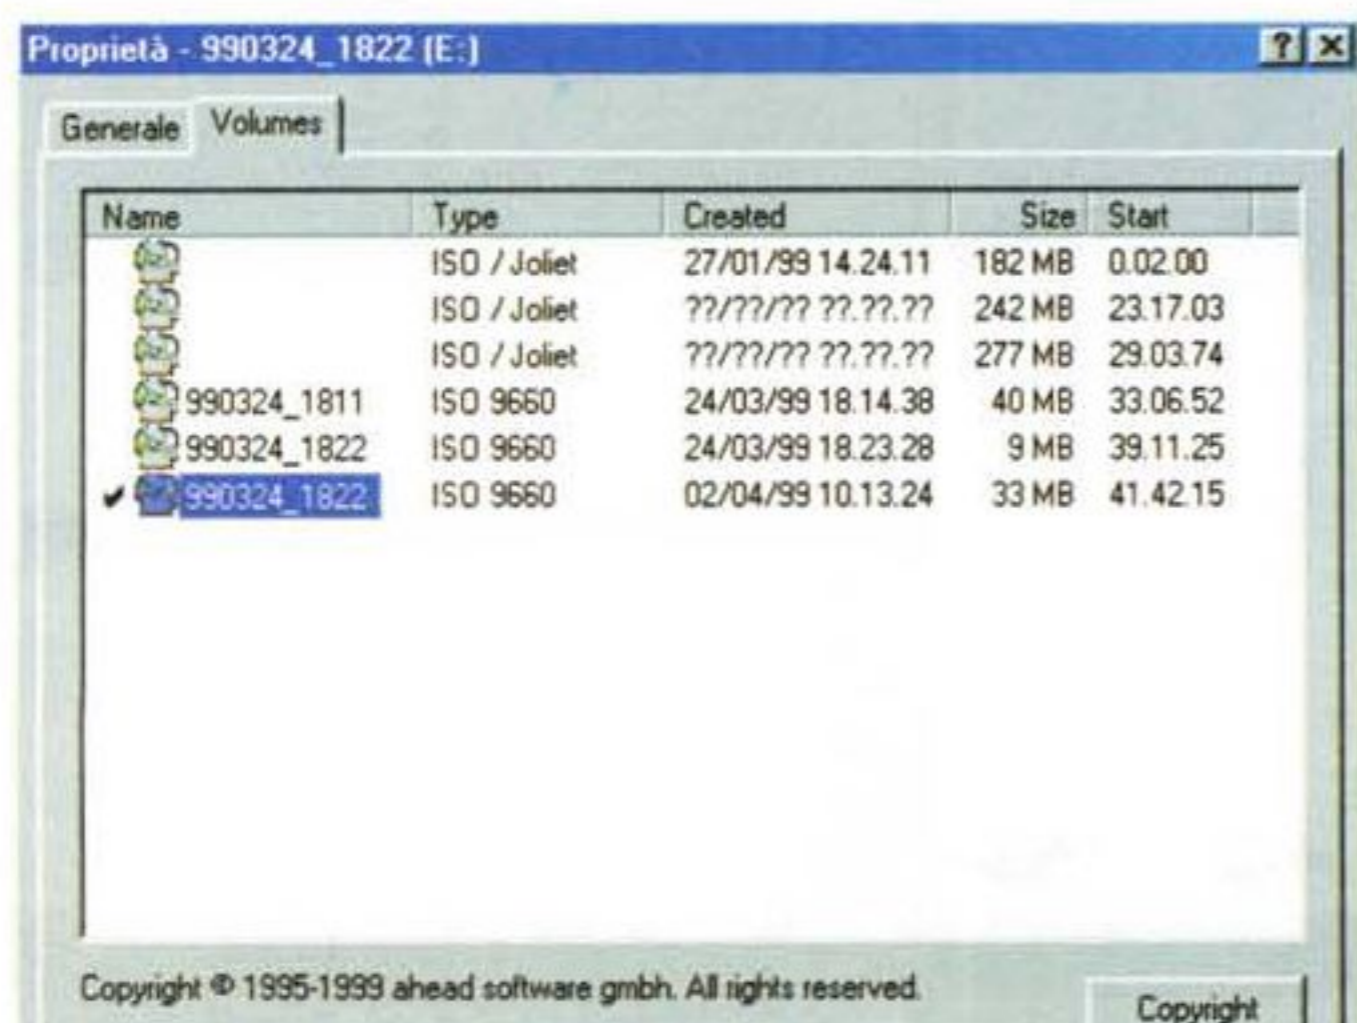 Proprietà - 990324_1822 (E:)
Generale Volumes
Name Type Created Size Start
ISO / Joliet 27/01/99 14.24.11 182 MB 0.02.00
ISO / Joliet ??/??/?? ??.??.?? 242 MB 23.17.03
ISO / Joliet ??/??/?? ??.??.?? 277 MB 29.03.74
990324_1811 ISO 9660 24/03/99 18.14.38 40 MB 33.06.52
990324_1822 ISO 9660 24/03/99 18.23.28 9 MB 39.11.25
990324_1822 ISO 9660 02/04/99 10.13.24 33 MB 41.42.15
Copyright © 1995-1999 ahead software gmbh. All rights reserved.
Copyright